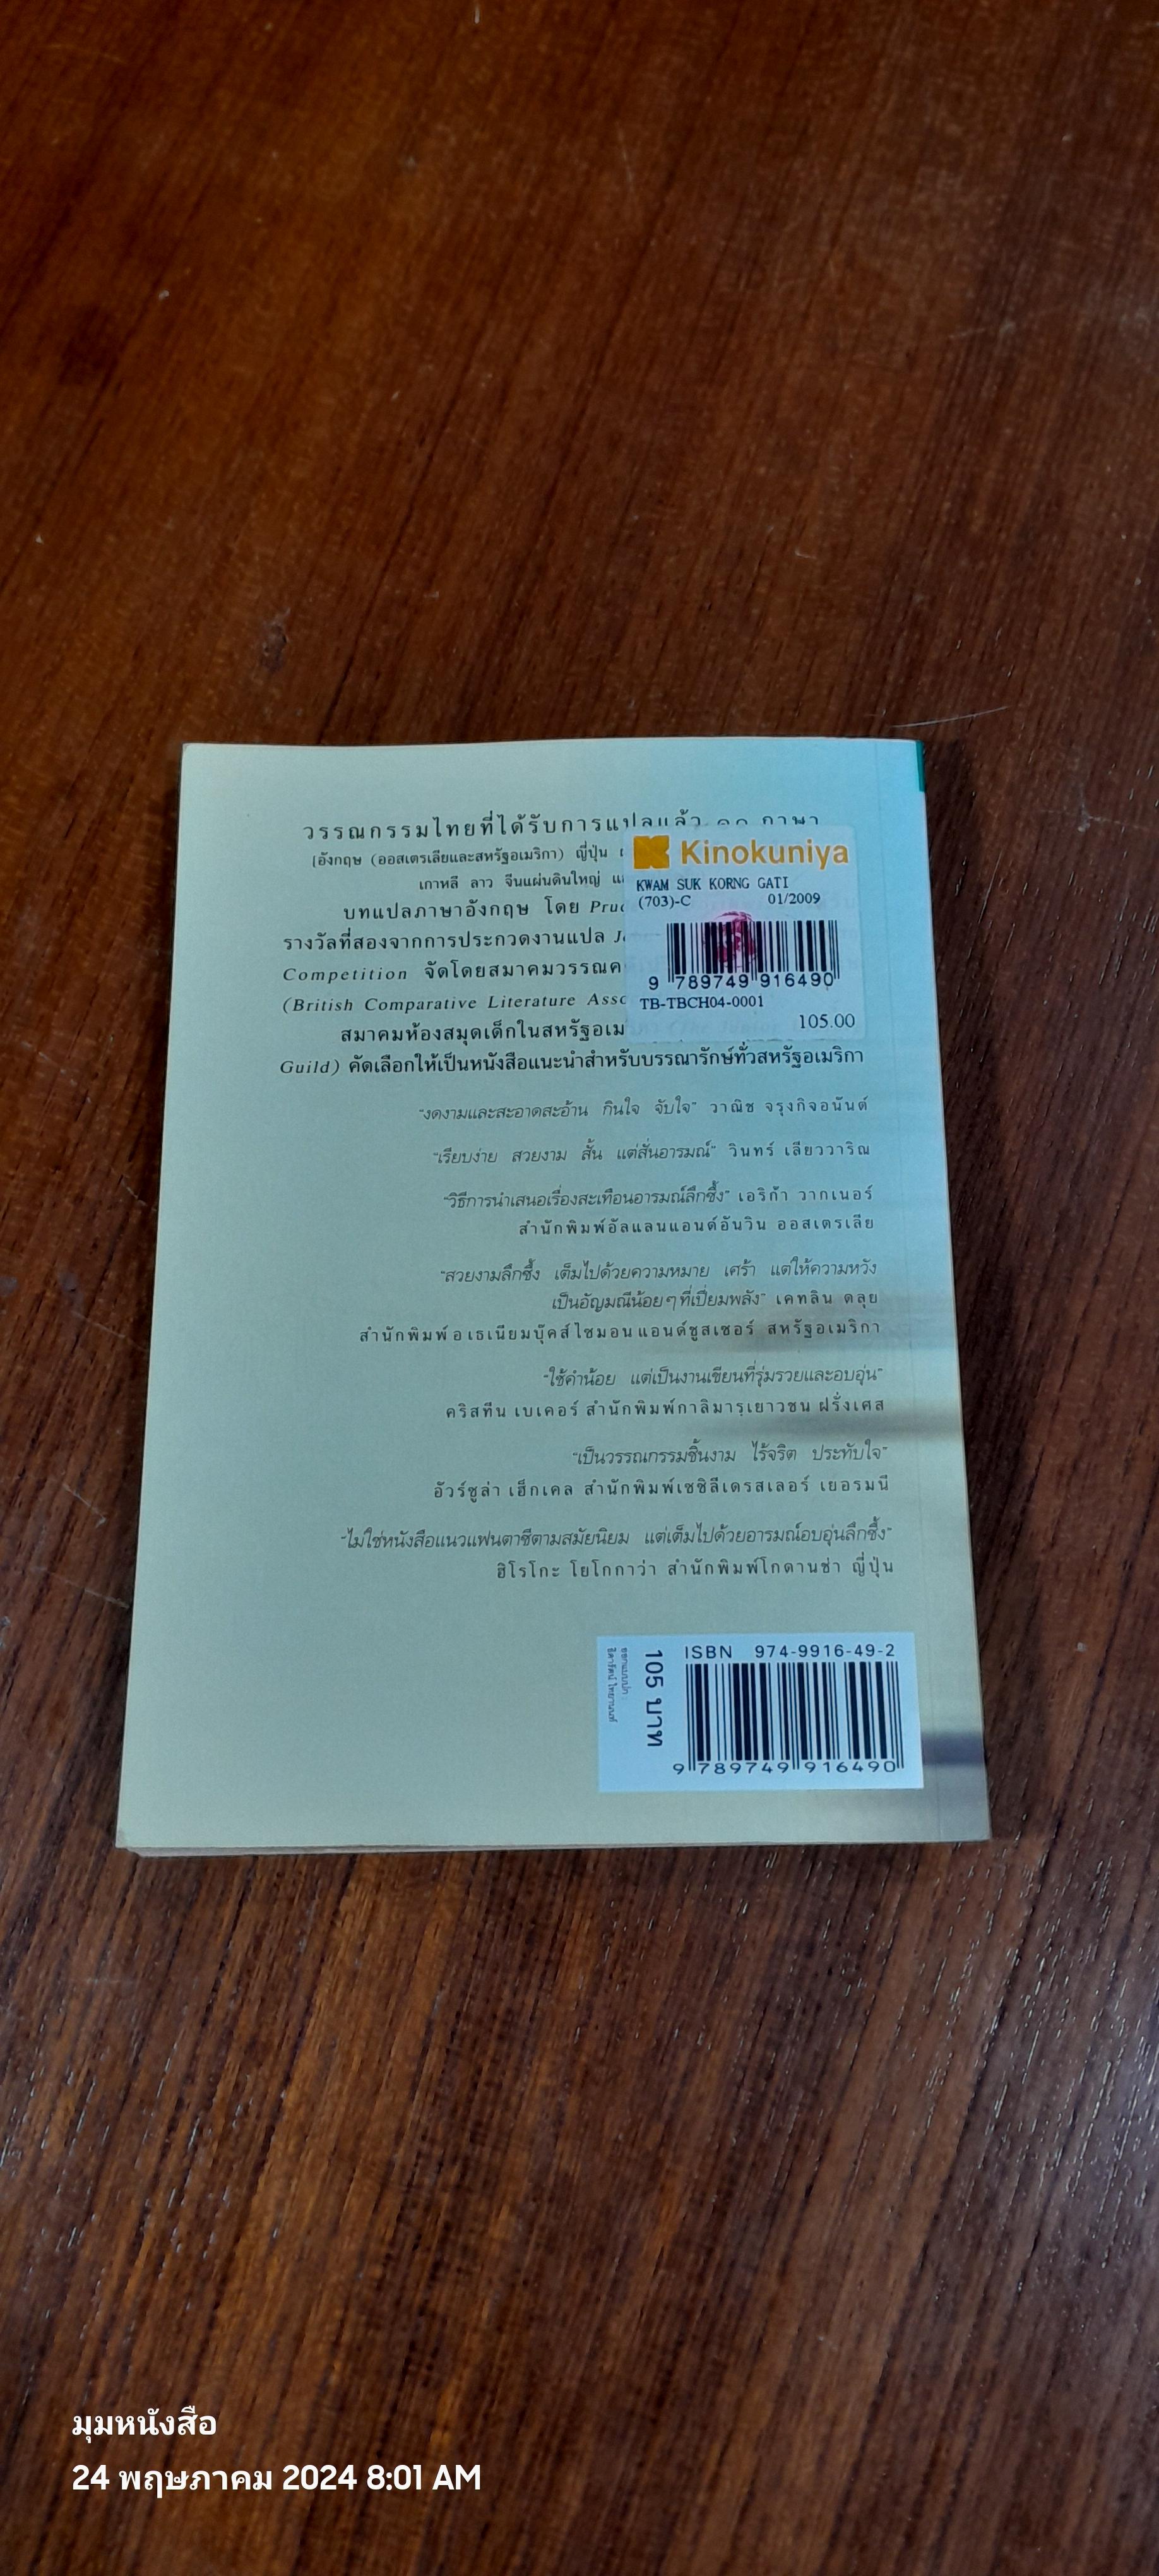 วรรณกรรมไทยที่ได้รับการแปลแล้ว ๑๐ ภาษา
[อังกฤษ (ออสเตรเลียและสหรัฐอเมริกา) ญี่ปุ่น
เกาหลี ลาว จีนแผ่นดินใหญ่
บทแปลภาษาอังกฤษ โดย
รางวัลที่สองจากการประกวดงานแปล
Competition จัดโดยสมาคมวรรณค
(British Comparative Literature Asso
สมาคมห้องสมุดเด็กในสหรัฐอเม
Guild) คัดเลือกให้เป็นหนังสือแนะนำสำหรับบรรณารักษ์ทั่วสหรัฐอเมริกา
Kinokuniya
KWAM SUK KORNG GATI
(703)-C 01/2009
9 789749 916490
TB-TBCH04-0001
105.00
"งดงามและสะอาดสะอ้าน กินใจ จับใจ" วาณิช จรุงกิจอนันต์
"เรียบง่าย สวยงาม สั้น แต่สั่นอารมณ์" วินทร์ เลียววาริณ
"วิธีการนำเสนอเรื่องสะเทือนอารมณ์ลึกซึ้ง" เอริก้า วากเนอร์
สำนักพิมพ์อัลแลนแอนด์อันวิน ออสเตรเลีย
"สวยงามลึกซึ้ง เต็มไปด้วยความหมาย เศร้า แต่ให้ความหวัง
เป็นอัญมณีน้อยๆ ที่เปี่ยมพลัง" เคทลิน ดลุย
สำนักพิมพ์อเธเนียมบุ๊คส์ไซมอนแอนด์ชูสเซอร์ สหรัฐอเมริกา
"ใช้คำน้อย แต่เป็นงานเขียนที่รุ่มรวยและอบอุ่น"
คริสทีน เบเคอร์ สำนักพิมพ์กาลิมารฺเยาวชน ฝรั่งเศส
"เป็นวรรณกรรมชิ้นงาม ไร้จริต ประทับใจ"
อัวร์ซูล่า เฮ็กเคล สำนักพิมพ์เซซิลีเดรสเลอร์ เยอรมนี
"ไม่ใช่หนังสือแนวแฟนตาซีตามสมัยนิยม แต่เต็มไปด้วยอารมณ์อบอุ่นลึกซึ้ง"
ฮิโรโกะ โยโกกาว่า สำนักพิมพ์โกดานช่า ญี่ปุ่น
ISBN 974-9916-49-2
9 789749 916490
105 บาท
ออกแบบปก
มุมหนังสือ
24 พฤษภาคม 2024 8:01 AM